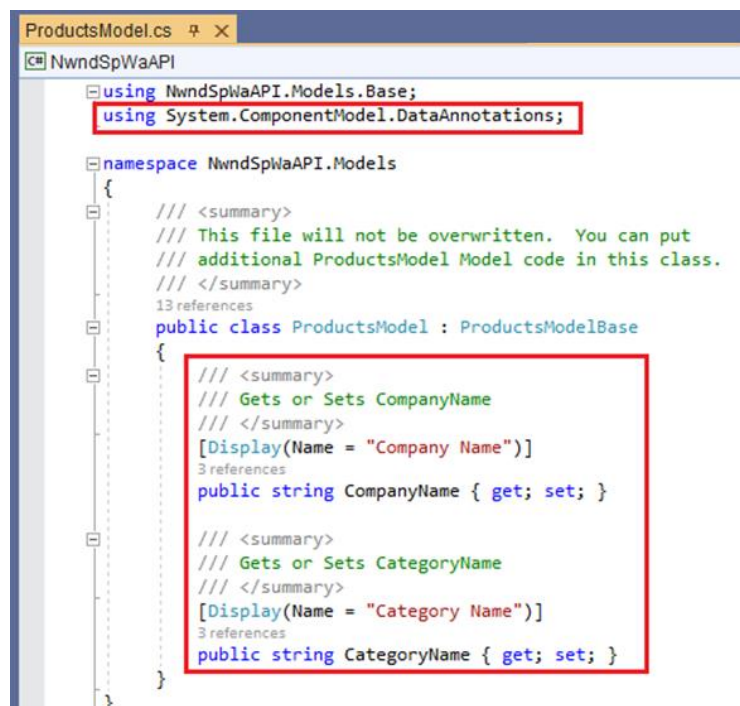 ProductsModel.cs
C# NwndSpWaAPI
using NwndSpWaAPI.Models.Base;
using System.ComponentModel.DataAnnotations;
namespace NwndSpWaAPI.Models
{
/// <summary>
/// This file will not be overwritten.  You can put
/// additional ProductsModel Model code in this class.
/// </summary>
13 references
public class ProductsModel : ProductsModelBase
{
/// <summary>
/// Gets or Sets CompanyName
/// </summary>
[Display(Name = "Company Name")]
3 references
public string CompanyName { get; set; }
/// <summary>
/// Gets or Sets CategoryName
/// </summary>
[Display(Name = "Category Name")]
3 references
public string CategoryName { get; set; }
}
}